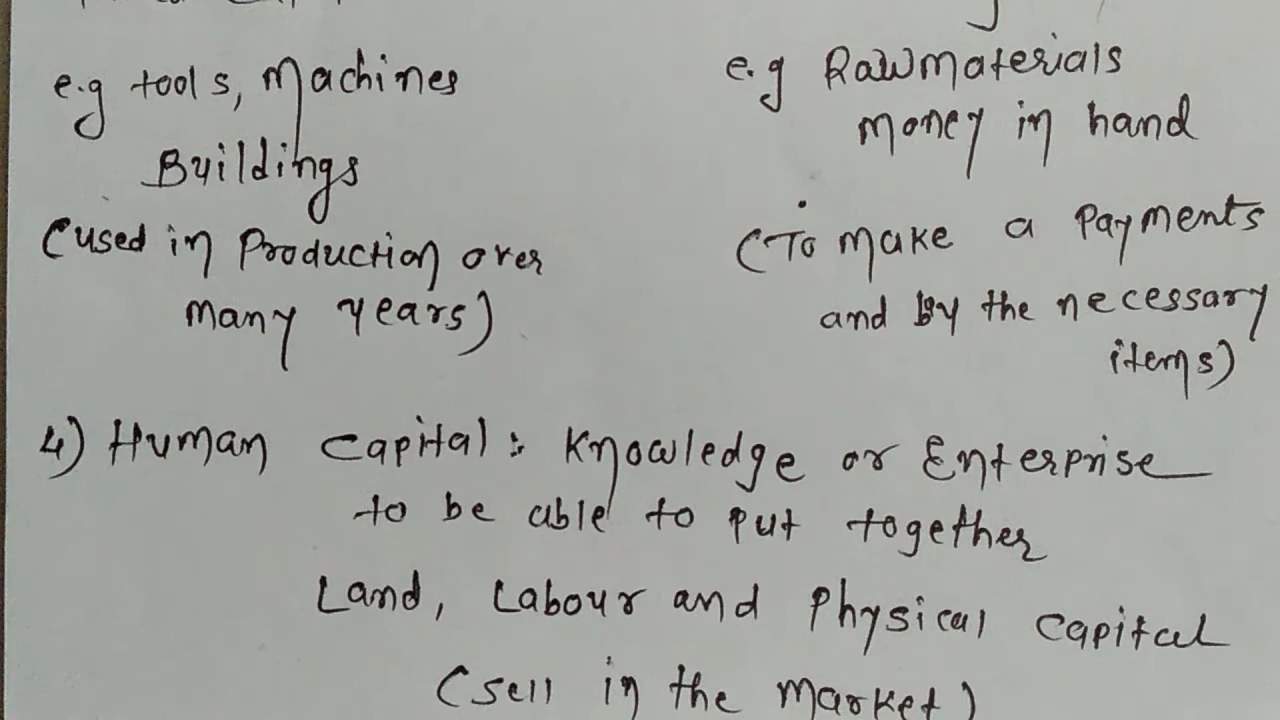 e.g tools, Machines
Buildings
(used in Production over
many years)
e.g Rawmaterials
money in hand
(To make a Payments
and by the necessary
items)
4) Human Capital : Knowledge or Enterprise
to be able to put together
Land, Labour and Physical Capital
(sell in the market)